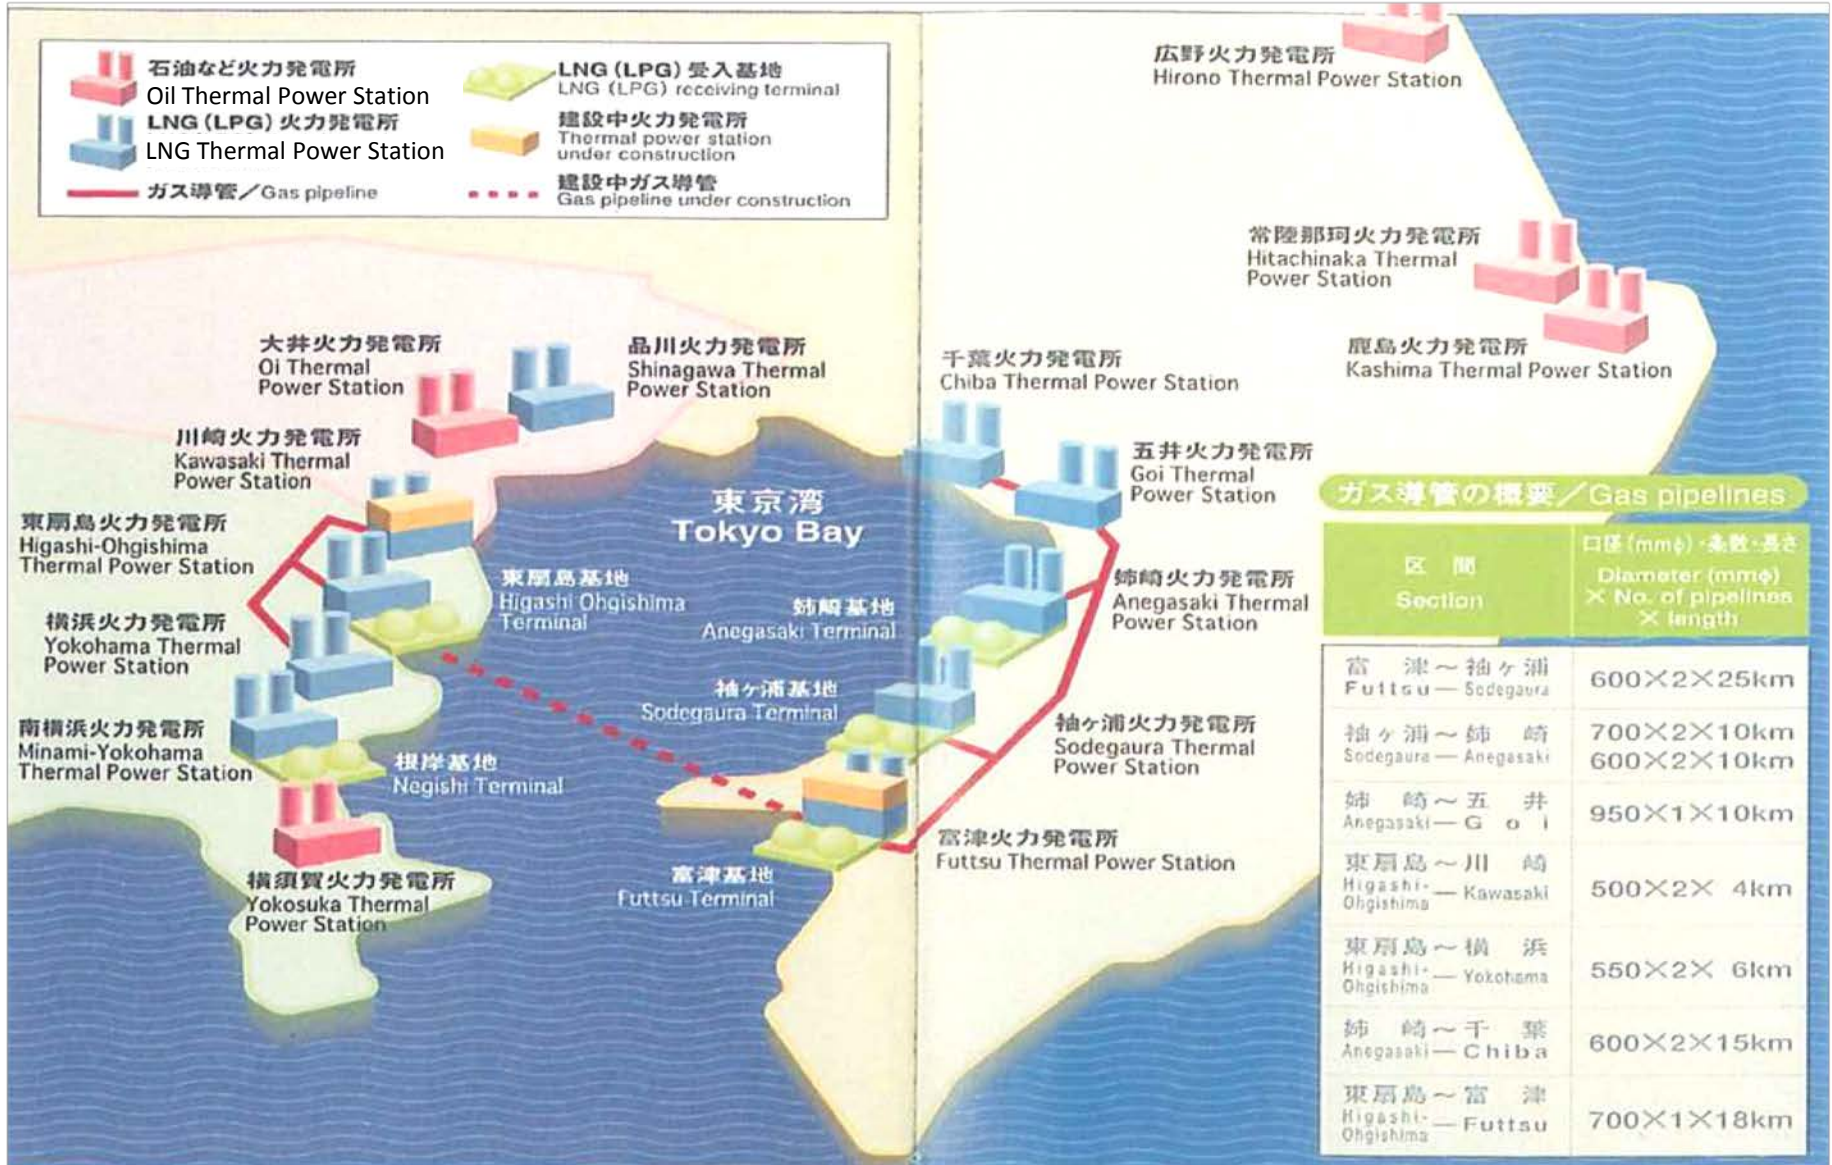 石油など火力発電所
Oil Thermal Power Station
LNG(LPG)火力発電所
LNG Thermal Power Station
ガス導管／Gas pipeline
LNG(LPG)受入基地
LNG (LPG) receiving terminal
建設中火力発電所
Thermal power station
under construction
建設中ガス導管
Gas pipeline under construction
広野火力発電所
Hirono Thermal Power Station
常陸那珂火力発電所
Hitachinaka Thermal
Power Station
鹿島火力発電所
Kashima Thermal Power Station
大井火力発電所
Oi Thermal
Power Station
品川火力発電所
Shinagawa Thermal
Power Station
千葉火力発電所
Chiba Thermal Power Station
川崎火力発電所
Kawasaki Thermal
Power Station
五井火力発電所
Goi Thermal
Power Station
東京湾
Tokyo Bay
東扇島火力発電所
Higashi-Ohgishima
Thermal Power Station
東扇島基地
Higashi Ohgishima
Terminal
姉崎基地
Anegasaki Terminal
姉崎火力発電所
Anegasaki Thermal
Power Station
横浜火力発電所
Yokohama Thermal
Power Station
袖ヶ浦基地
Sodegaura Terminal
袖ヶ浦火力発電所
Sodegaura Thermal
Power Station
南横浜火力発電所
Minami-Yokohama
Thermal Power Station
根岸基地
Negishi Terminal
富津火力発電所
Futtsu Thermal Power Station
富津基地
Futtsu Terminal
横須賀火力発電所
Yokosuka Thermal
Power Station
ガス導管の概要／Gas pipelines
区間
Section
口径(mmφ)・条数・長さ
Diameter (mmφ)
× No. of pipelines
× length
富津～袖ヶ浦
Futtsu — Sodegaura
600×2×25km
袖ヶ浦～姉崎
Sodegaura — Anegasaki
700×2×10km
600×2×10km
姉崎～五井
Anegasaki — Goi
950×1×10km
東扇島～川崎
Higashi-Ohgishima — Kawasaki
500×2× 4km
東扇島～横浜
Higashi-Ohgishima — Yokohama
550×2× 6km
姉崎～千葉
Anegasaki — Chiba
600×2×15km
東扇島～富津
Higashi-Ohgishima — Futtsu
700×1×18km